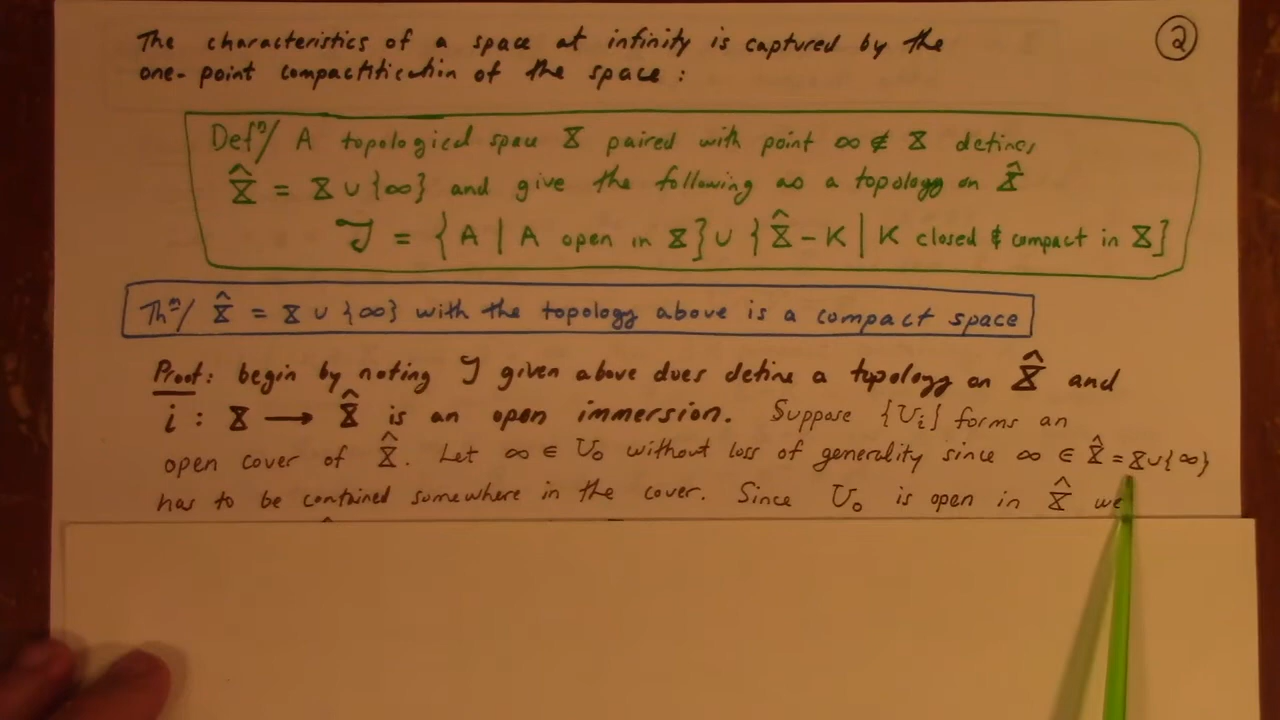 The characteristics of a space at infinity is captured by the
②
one-point compactification of the space :
Defⁿ/ A topological space X paired with point ∞ ∉ X defines
X̂ = X ∪ {∞} and give the following as a topology on X̂
𝒯 = {A | A open in X} ∪ {X̂ - K | K closed & compact in X}
Thᵐ/ X̂ = X ∪ {∞} with the topology above is a compact space
Proof: begin by noting 𝒯 given above does define a topology on X̂ and
i : X → X̂ is an open immersion. Suppose {Uᵢ} forms an
open cover of X̂. Let ∞ ∈ U₀ without loss of generality since ∞ ∈ X̂ = X∪{∞}
has to be contained somewhere in the cover. Since U₀ is open in X̂ we